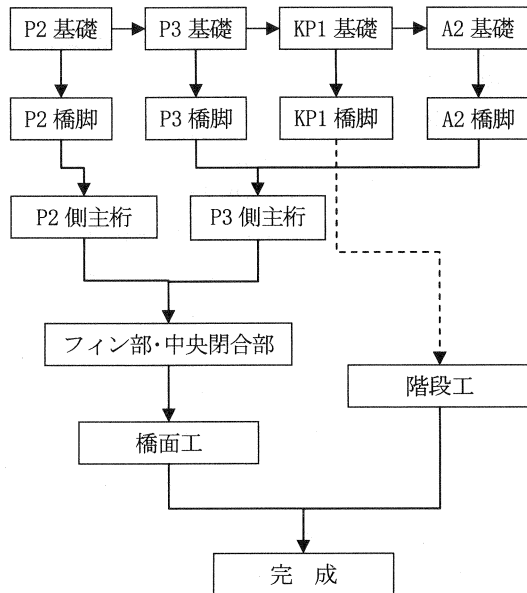 P2 基礎
P3 基礎
KP1 基礎
A2 基礎
P2 橋脚
P3 橋脚
KP1 橋脚
A2 橋脚
P2 側主桁
P3 側主桁
フィン部・中央閉合部
階段工
橋面工
完 成